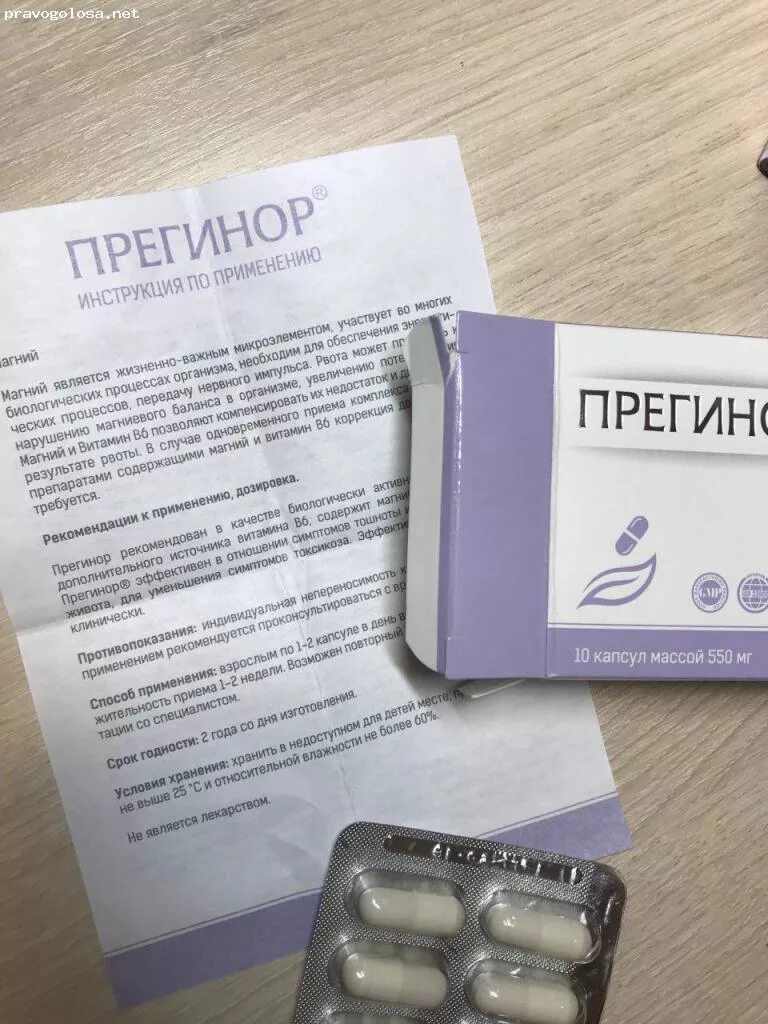 pravogolosa.net
ПРЕГИНОР®
ИНСТРУКЦИЯ ПО ПРИМЕНЕНИЮ
Магний является жизненно-важным микроэлементом, участвует во многих
биологических процессах организма, необходим для обеспечения
ческих процессов, передачу нервного импульса. Рвота может
нарушению магниевого баланса в организме, увеличению
Магний и Витамин В6 позволяют компенсировать их недостаток и
результате рвоты. В случае одновременного приема комплекса
препаратами содержащими магний и витамин В6 коррекция
требуется.
Рекомендации к применению, дозировка.
Прегинор рекомендован в качестве биологически
дополнительного источника витамина В6, содержит
Прегинор® эффективен в отношении симптомов тошноты
живота, для уменьшения симптомов токсикоза.
клинически.
Противопоказания: индивидуальная непереносимость
применением рекомендуется проконсультироваться с
Способ применения: взрослым по 1-2 капсуле в день
жительность приема 1-2 недели. Возможен повторный
тации со специалистом.
Срок годности: 2 года со дня изготовления.
Условия хранения: хранить в недоступном для детей месте,
не выше 25 °С и относительной влажности не более 60%.
Не является лекарством.
GMP
10 капсул массой 550 мг